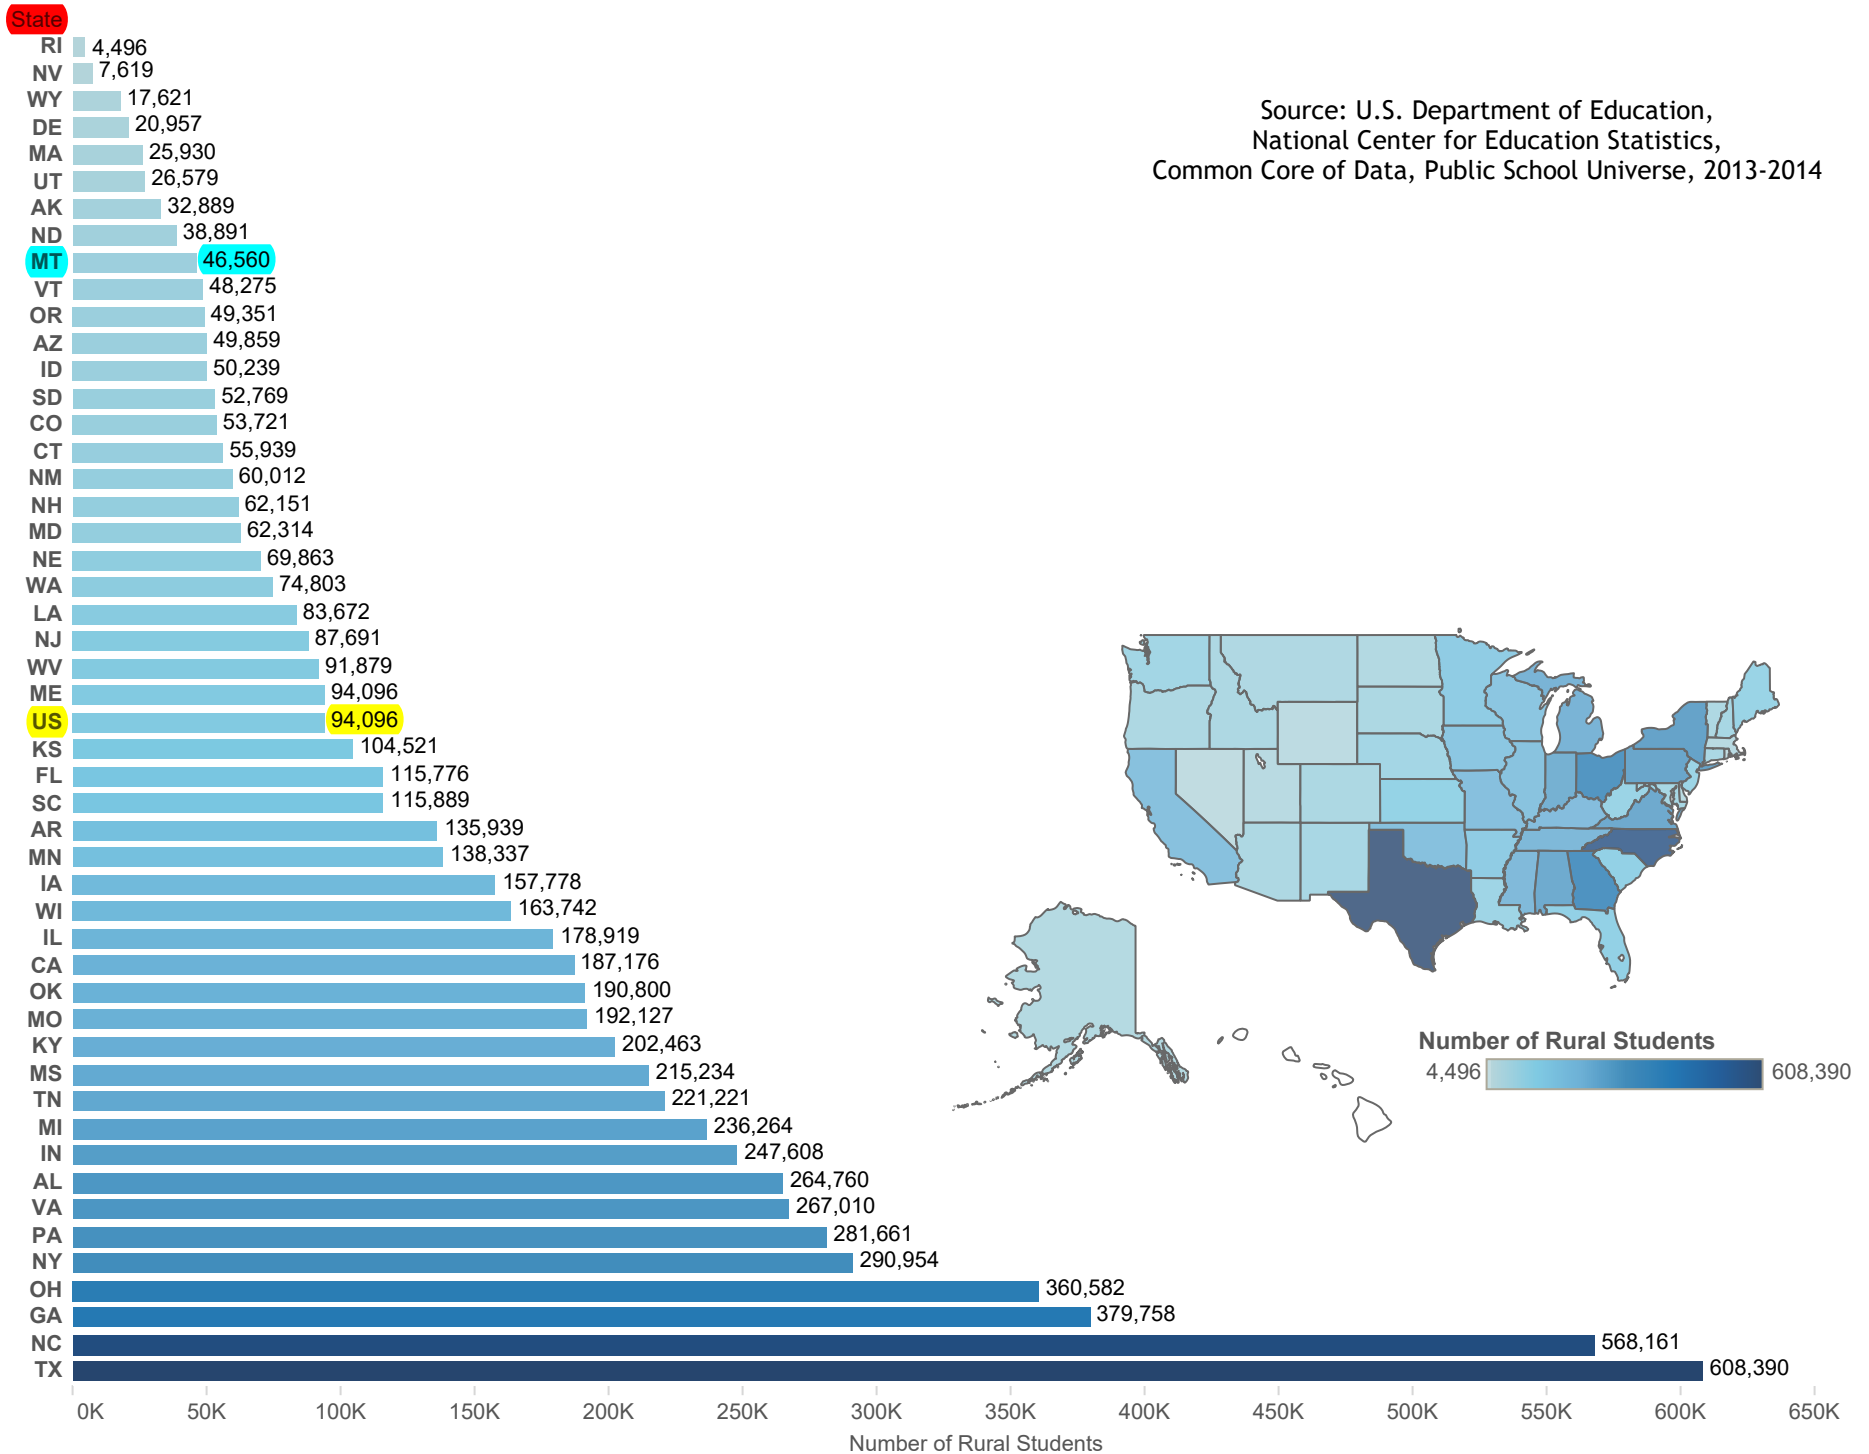 State
RI 4,496
NV 7,619
WY 17,621
DE 20,957
MA 25,930
UT 26,579
AK 32,889
ND 38,891
MT 46,560
VT 48,275
OR 49,351
AZ 49,859
ID 50,239
SD 52,769
CO 53,721
CT 55,939
NM 60,012
NH 62,151
MD 62,314
NE 69,863
WA 74,803
LA 83,672
NJ 87,691
WV 91,879
ME 94,096
US 94,096
KS 104,521
FL 115,776
SC 115,889
AR 135,939
MN 138,337
IA 157,778
WI 163,742
IL 178,919
CA 187,176
OK 190,800
MO 192,127
KY 202,463
MS 215,234
TN 221,221
MI 236,264
IN 247,608
AL 264,760
VA 267,010
PA 281,661
NY 290,954
OH 360,582
GA 379,758
NC 568,161
TX 608,390
0K 50K 100K 150K 200K 250K 300K 350K 400K 450K 500K 550K 600K 650K
Number of Rural Students
Source: U.S. Department of Education,
National Center for Education Statistics,
Common Core of Data, Public School Universe, 2013-2014
Number of Rural Students
4,496 608,390